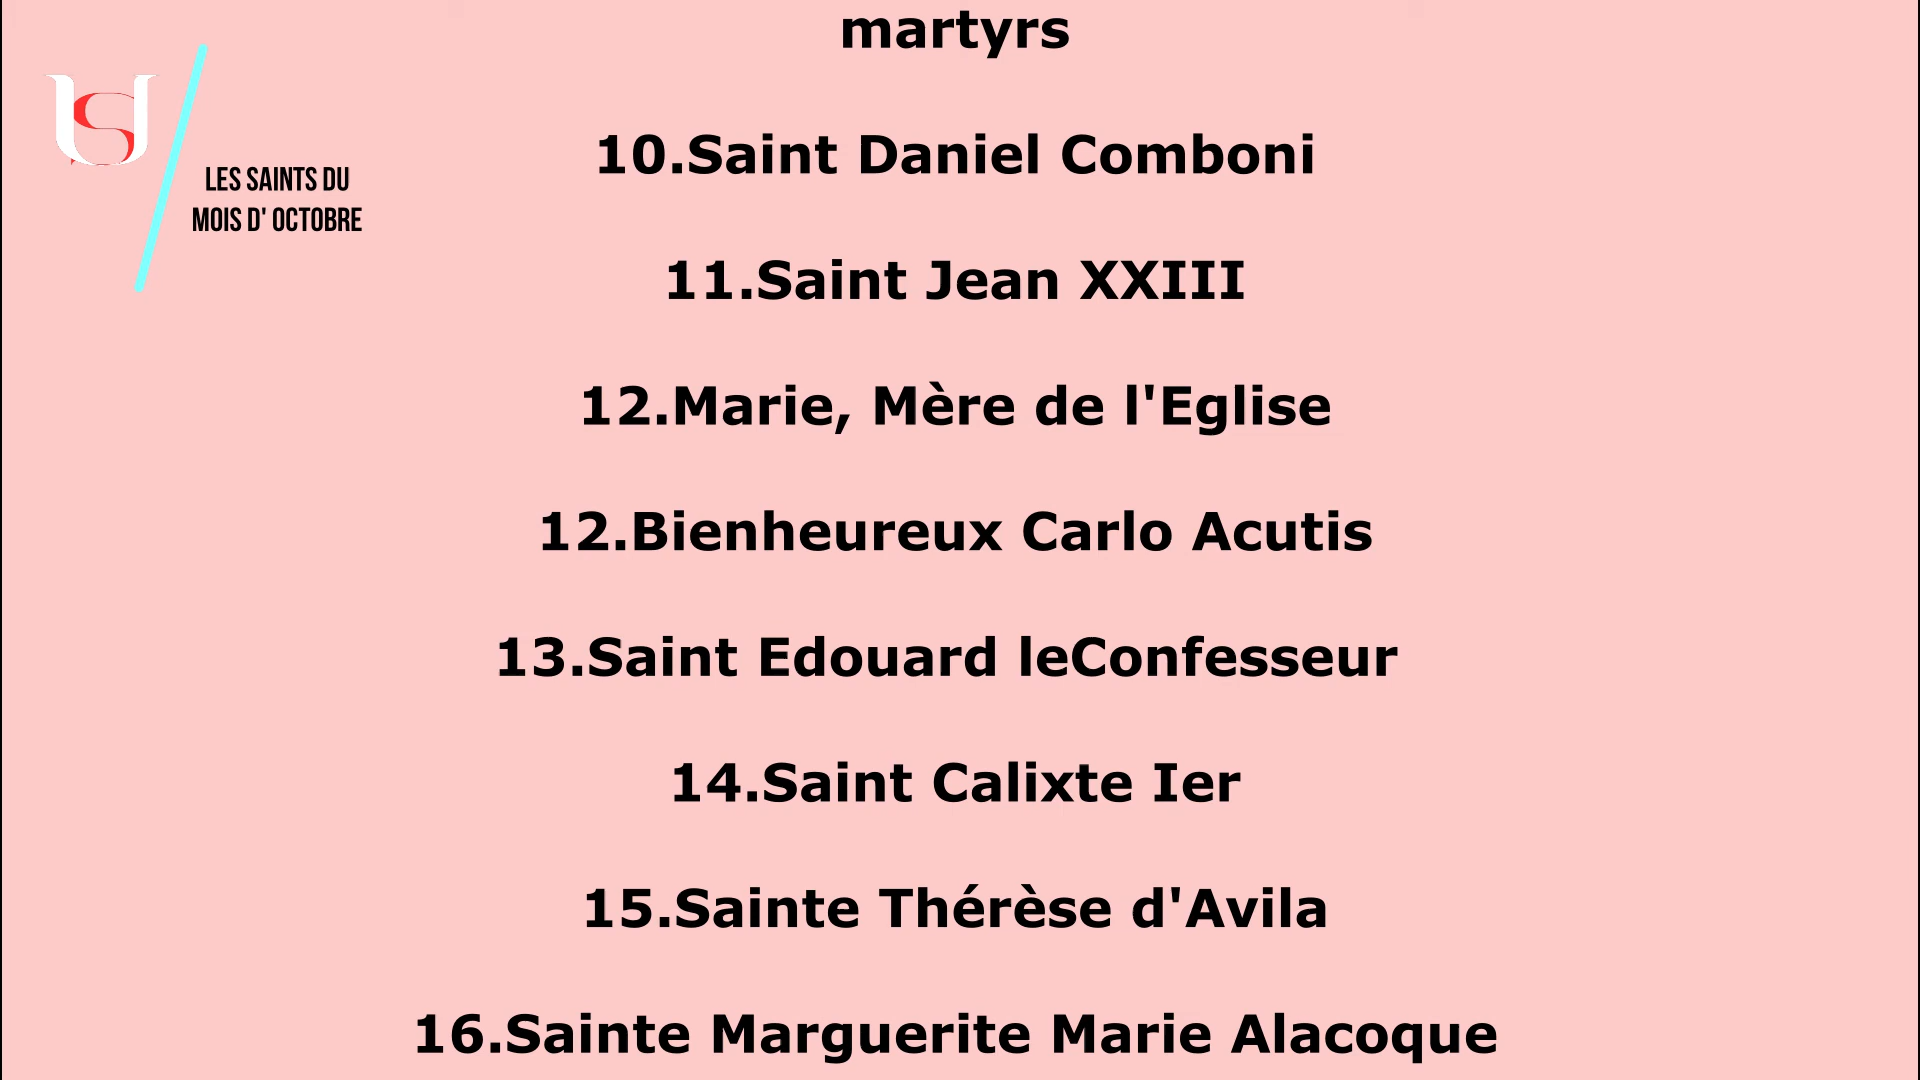 martyrs
US
LES SAINTS DU
MOIS D' OCTOBRE
10.Saint Daniel Comboni
11.Saint Jean XXIII
12.Marie, Mère de l'Eglise
12.Bienheureux Carlo Acutis
13.Saint Edouard leConfesseur
14.Saint Calixte Ier
15.Sainte Thérèse d'Avila
16.Sainte Marguerite Marie Alacoque